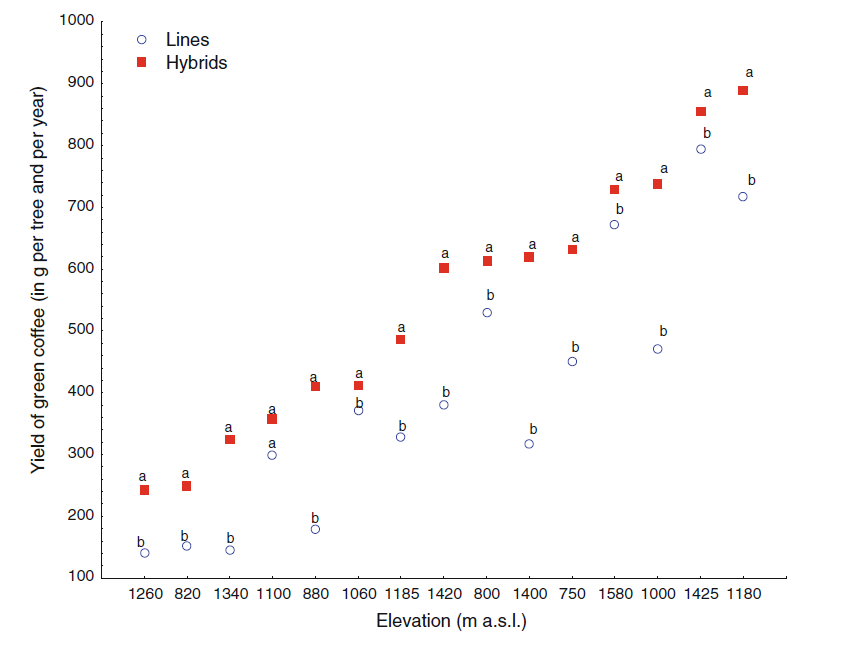 1000
900
800
700
600
500
400
300
200
100
Yield of green coffee (in g per tree and per year)
Lines
Hybrids
a
a
b
a
a
b
a
b
a
a
a
a
b
b
a
b
a
b
a
a
b
a
b
a
b
a
a
b
a
a
b
b
b
b
1260 820 1340 1100 880 1060 1185 1420 800 1400 750 1580 1000 1425 1180
Elevation (m a.s.l.)